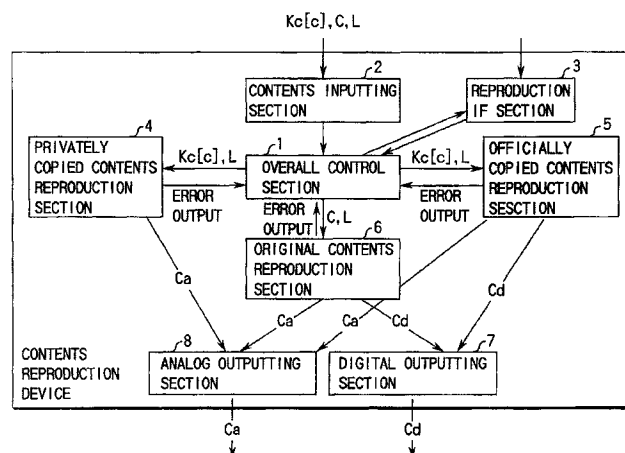 Kc[c], C, L
2
CONTENTS INPUTTING
SECTION
3
REPRODUCTION
IF SECTION
4
PRIVATELY
COPIED CONTENTS
REPRODUCTION
SECTION
Kc[c], L
ERROR
OUTPUT
1
OVERALL CONTROL
SECTION
Kc[c], L
ERROR
OUTPUT
5
OFFICIALLY
COPIED CONTENTS
REPRODUCTION
SESCTION
ERROR
OUTPUT
C, L
6
ORIGINAL CONTENTS
REPRODUCTION
SECTION
Ca
Ca
Ca
Cd
Cd
8
ANALOG OUTPUTTING
SECTION
7
DIGITAL OUTPUTTING
SECTION
CONTENTS
REPRODUCTION
DEVICE
Ca
Cd